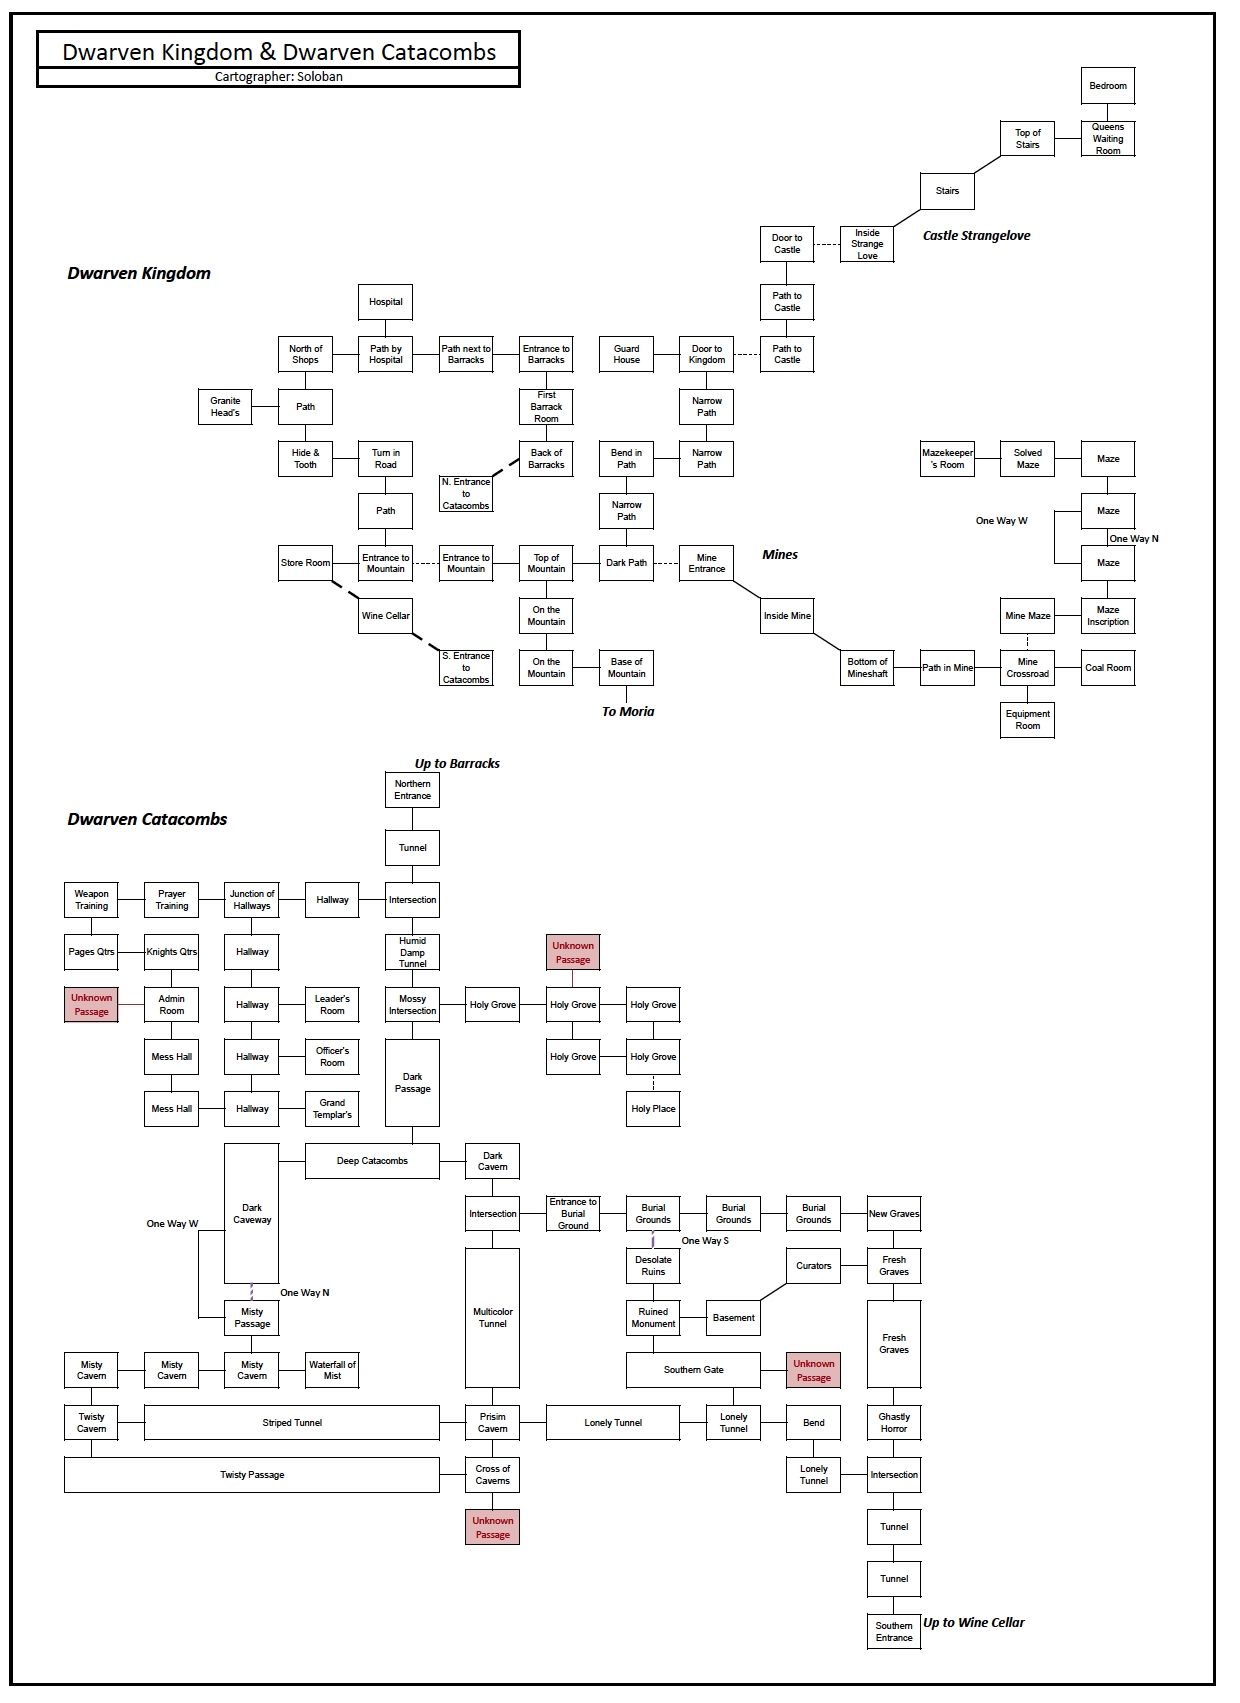 Dwarven Kingdom & Dwarven Catacombs
Cartographer: Soloban
Bedroom
Top of
Stairs
Queens
Waiting
Room
Stairs
Castle Strangelove
Door to
Castle
Inside
Strange
Love
Dwarven Kingdom
Hospital
Path to
Castle
North of
Shops
Path by
Hospital
Path next to
Barracks
Entrance to
Barracks
Guard
House
Door to
Kingdom
Path to
Castle
Granite
Head's
Path
First
Barrack
Room
Narrow
Path
Hide &
Tooth
Turn in
Road
Back of
Barracks
Bend in
Path
Narrow
Path
Mazekeeper
's Room
Solved
Maze
Maze
N. Entrance
to
Catacombs
Path
Narrow
Path
One Way W
Maze
One Way N
Store Room
Entrance to
Mountain
Entrance to
Mountain
Top of
Mountain
Dark Path
Mine
Entrance
Mines
Maze
Wine Cellar
On the
Mountain
Inside Mine
Mine Maze
Maze
Inscription
S. Entrance
to
Catacombs
On the
Mountain
Base of
Mountain
Bottom of
Mineshaft
Path in Mine
Mine
Crossroad
Coal Room
To Moria
Equipment
Room
Up to Barracks
Northern
Entrance
Dwarven Catacombs
Tunnel
Weapon
Training
Prayer
Training
Junction of
Hallways
Hallway
Intersection
Pages Qtrs
Knights Qtrs
Hallway
Humid
Damp
Tunnel
Unknown
Passage
Unknown
Passage
Admin
Room
Hallway
Leader's
Room
Mossy
Intersection
Holy Grove
Holy Grove
Holy Grove
Mess Hall
Hallway
Officer's
Room
Dark
Passage
Holy Grove
Holy Grove
Mess Hall
Hallway
Grand
Templar's
Holy Place
Deep Catacombs
Dark
Cavern
Dark
Caveway
One Way W
Intersection
Entrance to
Burial
Ground
Burial
Grounds
Burial
Grounds
Burial
Grounds
New Graves
One Way S
Desolate
Ruins
Curators
Fresh
Graves
One Way N
Misty
Passage
Multicolor
Tunnel
Ruined
Monument
Basement
Fresh
Graves
Misty
Cavern
Misty
Cavern
Misty
Cavern
Waterfall of
Mist
Southern Gate
Unknown
Passage
Twisty
Cavern
Striped Tunnel
Prisim
Cavern
Lonely Tunnel
Lonely
Tunnel
Bend
Ghastly
Horror
Twisty Passage
Cross of
Caverns
Lonely
Tunnel
Intersection
Unknown
Passage
Tunnel
Tunnel
Southern
Entrance
Up to Wine Cellar